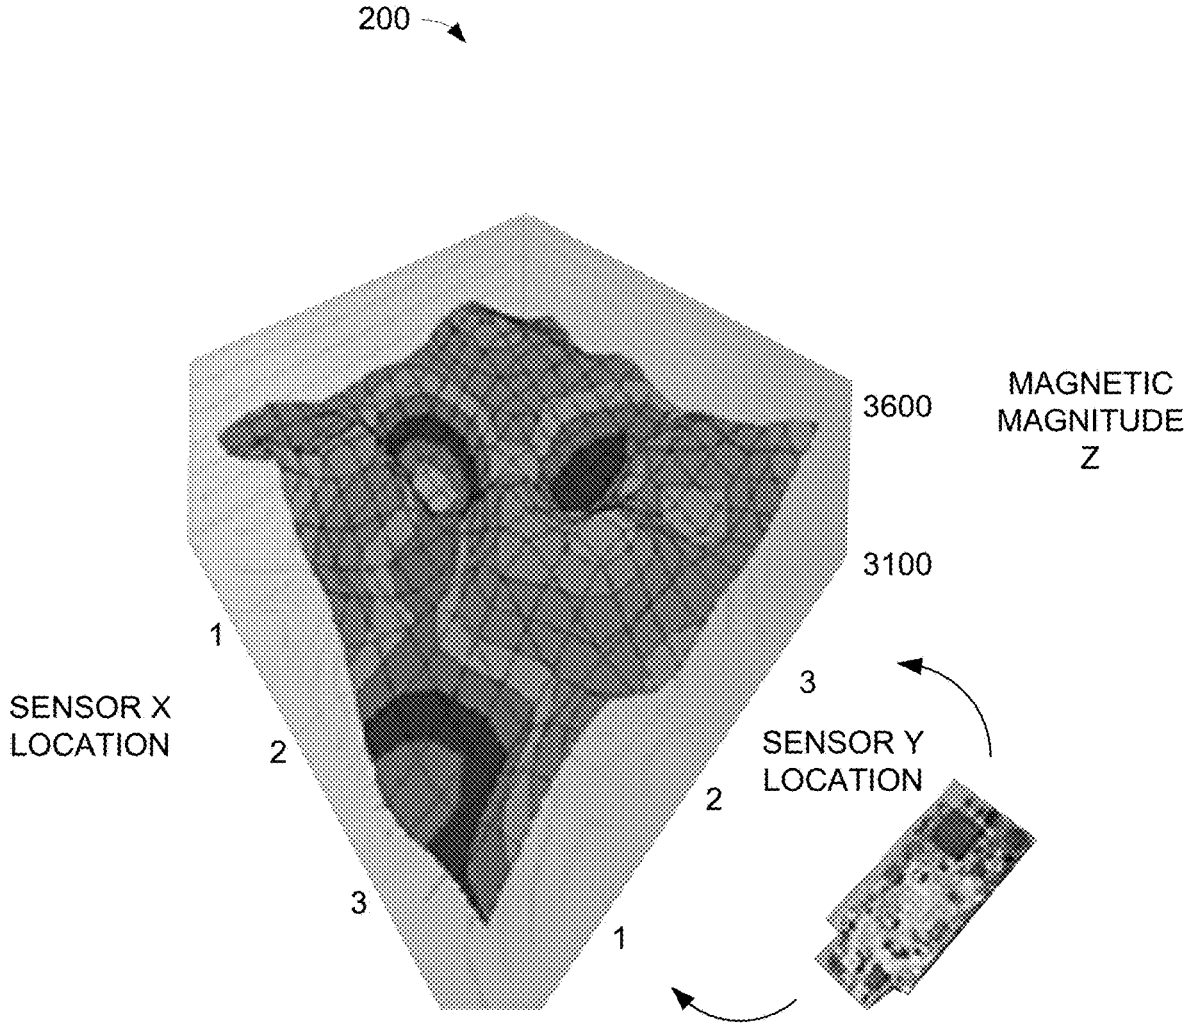 200
3600
MAGNETIC
MAGNITUDE
Z
3100
1
2
3
SENSOR X
LOCATION
3
2
1
SENSOR Y
LOCATION